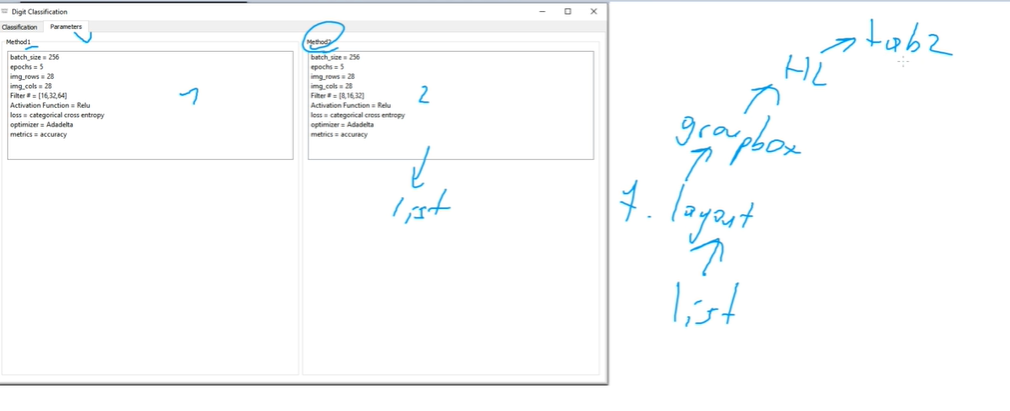 Digit Classification
Classification Parameters
Method1
batch_size = 256
epochs = 5
img_rows = 28
img_cols = 28
Filter # = [16,32,64]
Activation Function = Relu
loss = categorical cross entropy
optimizer = Adadelta
metrics = accuracy
1
Method2
batch_size = 256
epochs = 5
img_rows = 28
img_cols = 28
Filter # = [8,16,32]
Activation Function = Relu
loss = categorical cross entropy
optimizer = Adadelta
metrics = accuracy
2
list
tab2
HL
groupbox
1. layout
list